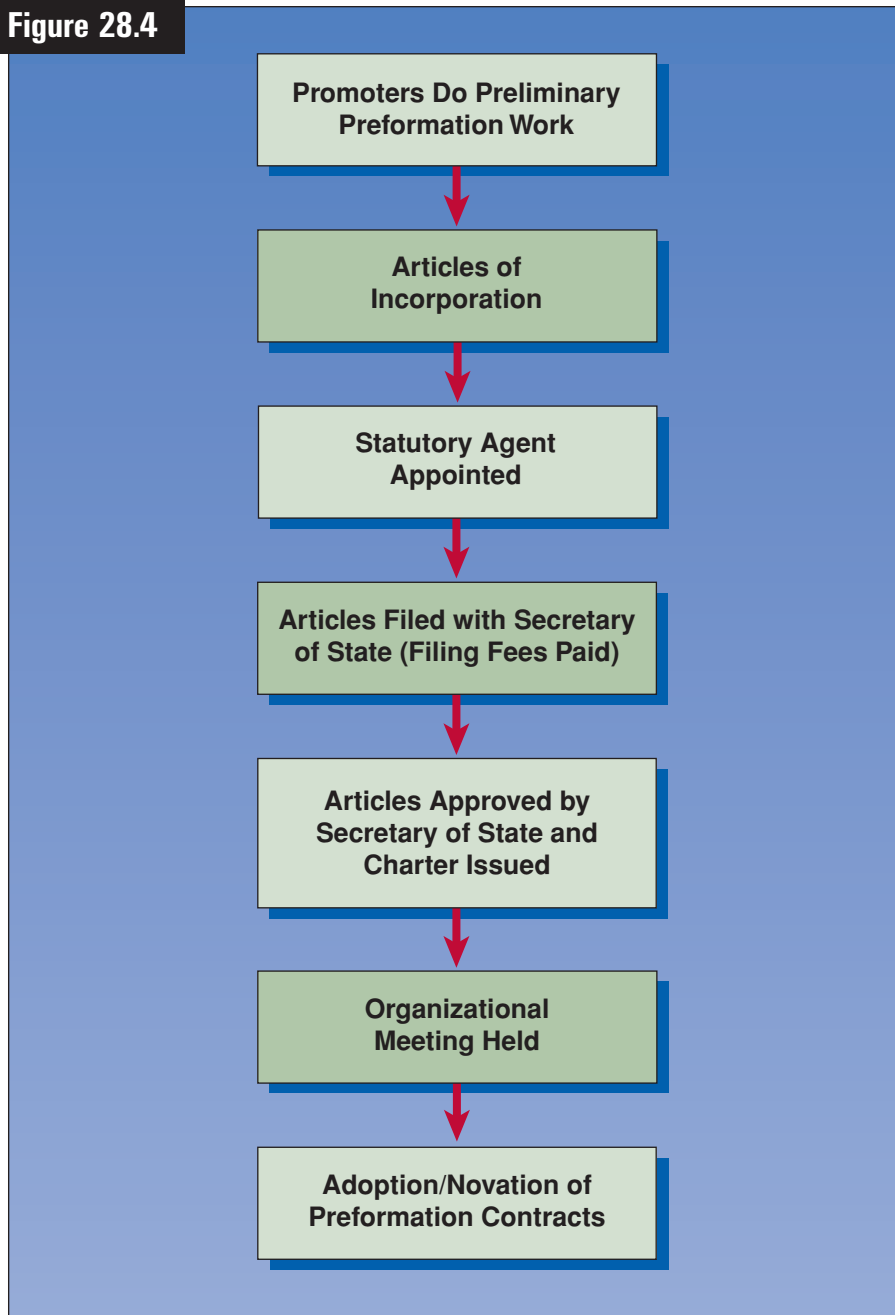 Figure 28.4
Promoters Do Preliminary
Preformation Work
Articles of
Incorporation
Statutory Agent
Appointed
Articles Filed with Secretary
of State (Filing Fees Paid)
Articles Approved by
Secretary of State and
Charter Issued
Organizational
Meeting Held
Adoption/Novation of
Preformation Contracts